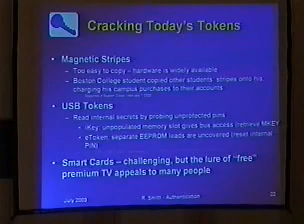 Cracking Today's Tokens
• Magnetic Stripes
– Too easy to copy – hardware is widely available
– Boston College student copied other students' stripes onto his
charging his campus purchases to their accounts
• USB Tokens
– Read internal secrets by probing unprotected pins
• iKey: unpopulated memory slot gives bus access (retrieve MKEY
• eToken: separate EEPROM leads are uncovered (reset internal
PIN)
• Smart Cards – challenging, but the lure of "free"
premium TV appeals to many people
July 2003
R. Smith - Authentication
22